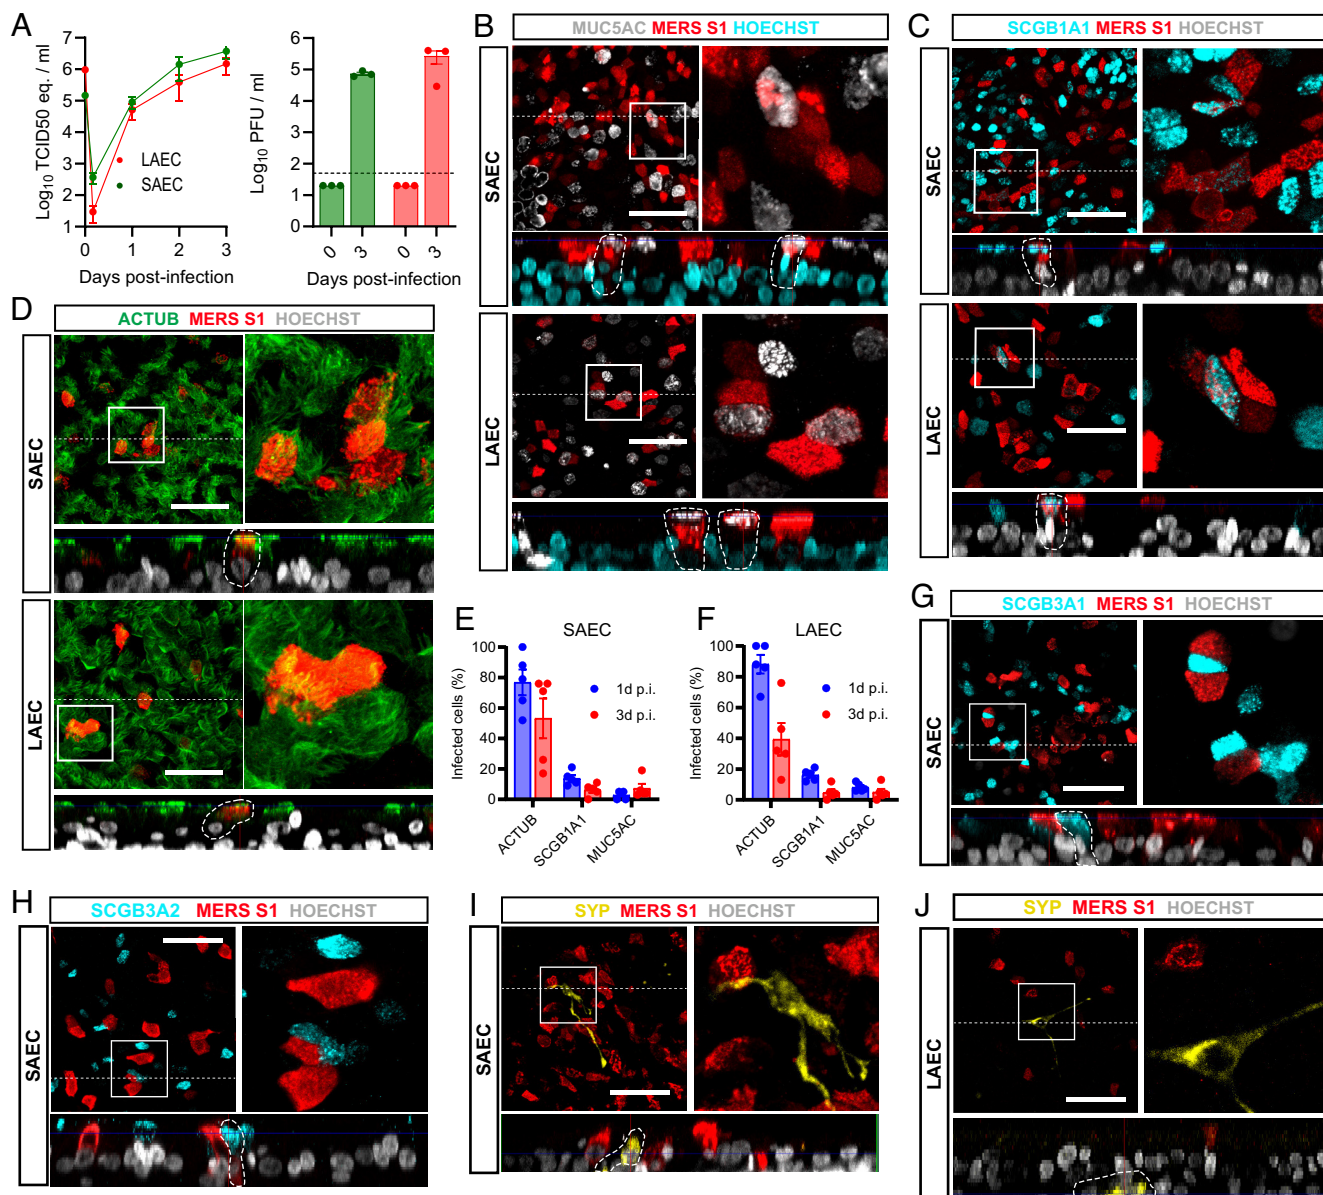 A
7
6
5
4
3
2
1
Log10 TCID50 eq. / ml
LAEC
SAEC
0 1 2 3
Days post-infection
6
5
4
3
2
1
0
Log10 PFU / ml
0 3 0 3
Days post-infection
B
MUC5AC MERS S1 HOECHST
SAEC
LAEC
C
SCGB1A1 MERS S1 HOECHST
SAEC
LAEC
D
ACTUB MERS S1 HOECHST
SAEC
LAEC
E
SAEC
100
80
60
40
20
0
Infected cells (%)
1d p.i.
3d p.i.
ACTUB
SCGB1A1
MUC5AC
F
LAEC
100
80
60
40
20
0
Infected cells (%)
1d p.i.
3d p.i.
ACTUB
SCGB1A1
MUC5AC
G
SCGB3A1 MERS S1 HOECHST
SAEC
H
SCGB3A2 MERS S1 HOECHST
SAEC
I
SYP MERS S1 HOECHST
SAEC
J
SYP MERS S1 HOECHST
LAEC